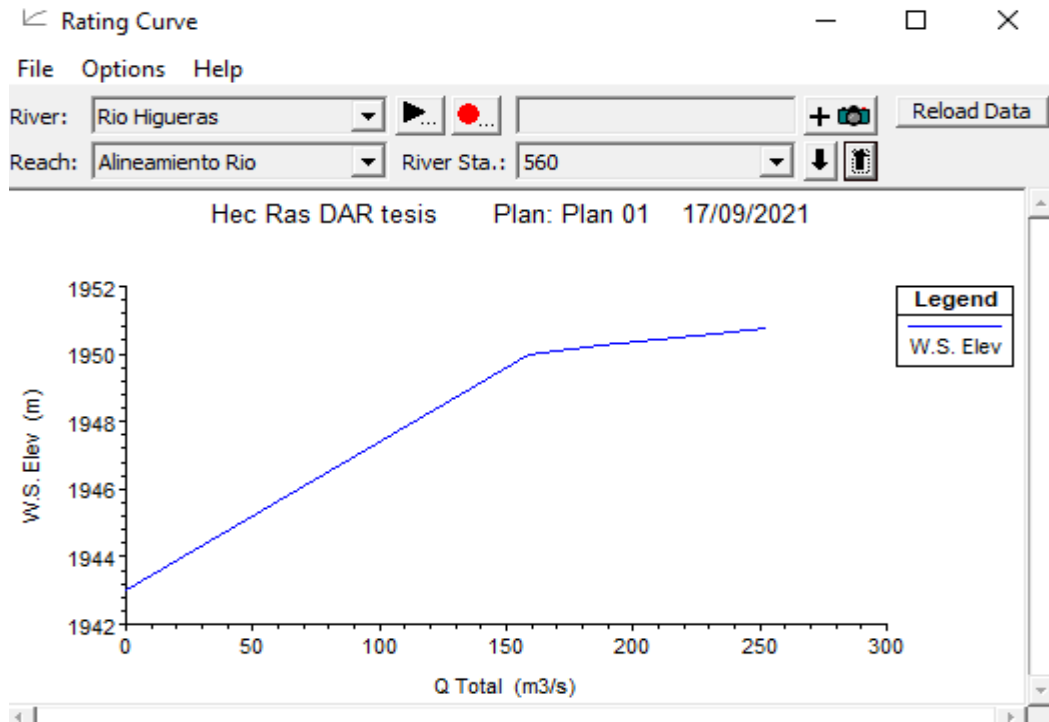 Rating Curve
File Options Help
River: Rio Higueras ... ... + Reload Data
Reach: Alineamiento Rio River Sta.: 560
Hec Ras DAR tesis Plan: Plan 01 17/09/2021
1952
1950
1948
1946
1944
1942
W.S. Elev (m)
0 50 100 150 200 250 300
Q Total (m3/s)
Legend
W.S. Elev